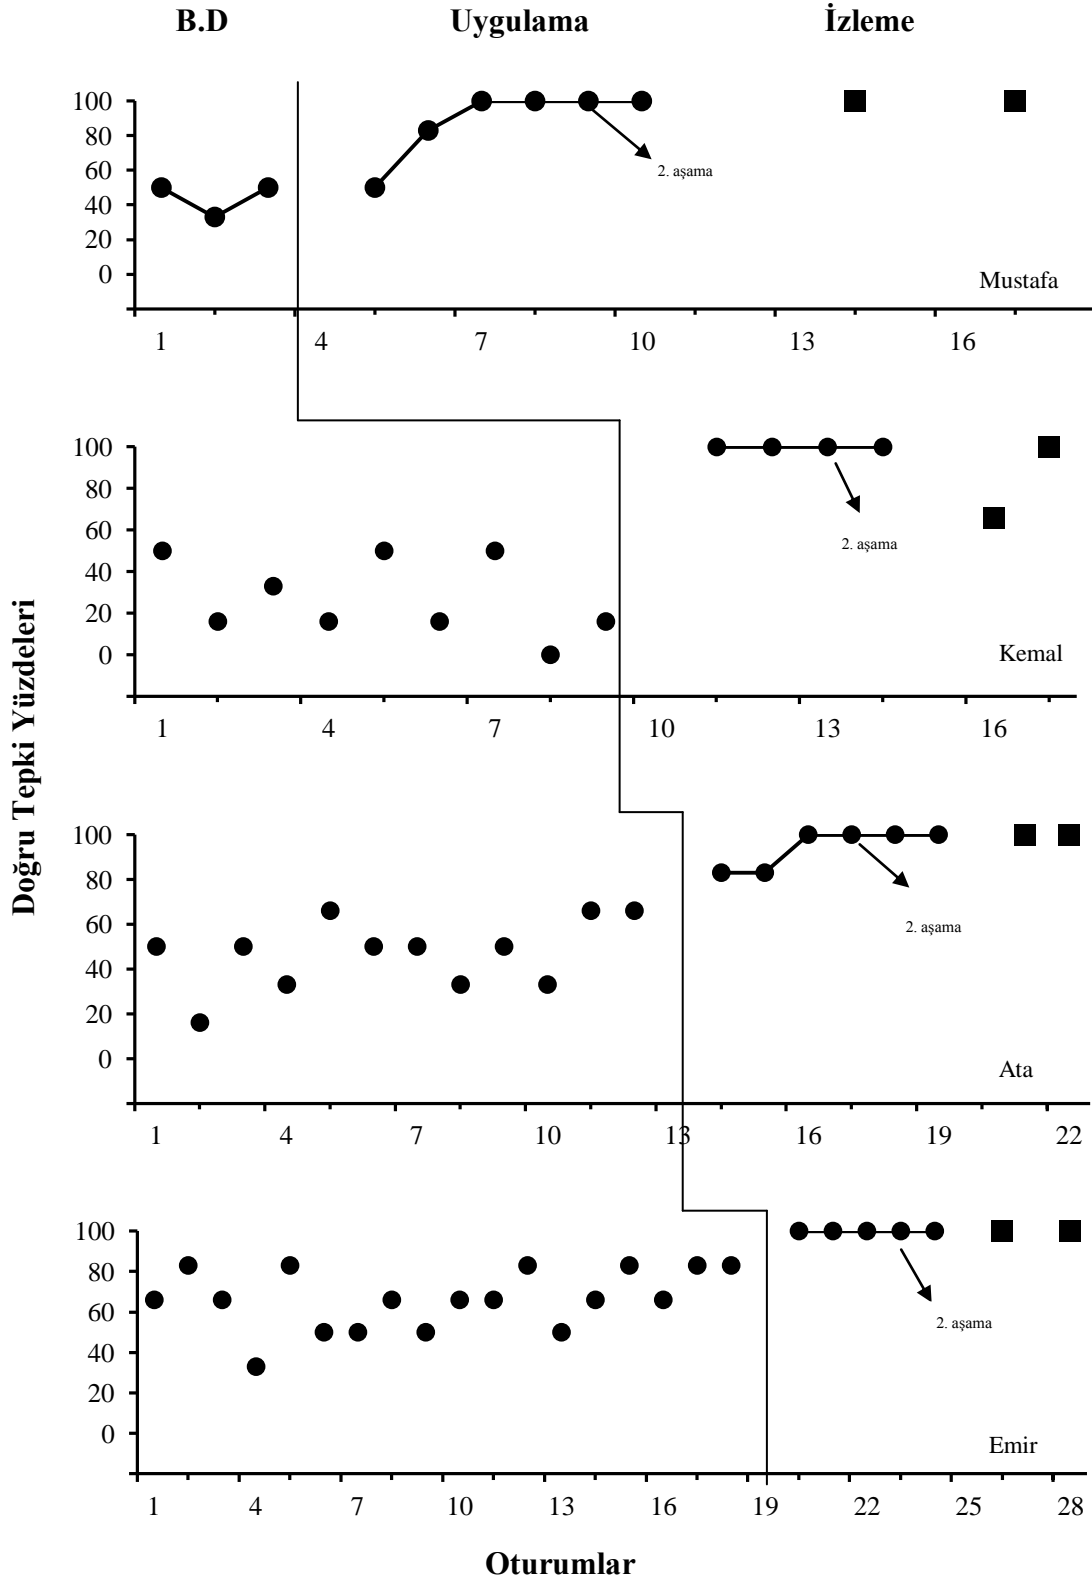 B.D Uygulama İzleme
100
80
60
40
20
0
2. aşama
Mustafa
1 4 7 10 13 16
100
80
60
40
20
0
2. aşama
Kemal
1 4 7 10 13 16
Doğru Tepki Yüzdeleri
100
80
60
40
20
0
2. aşama
Ata
1 4 7 10 13 16 19 22
100
80
60
40
20
0
2. aşama
Emir
1 4 7 10 13 16 19 22 25 28
Oturumlar